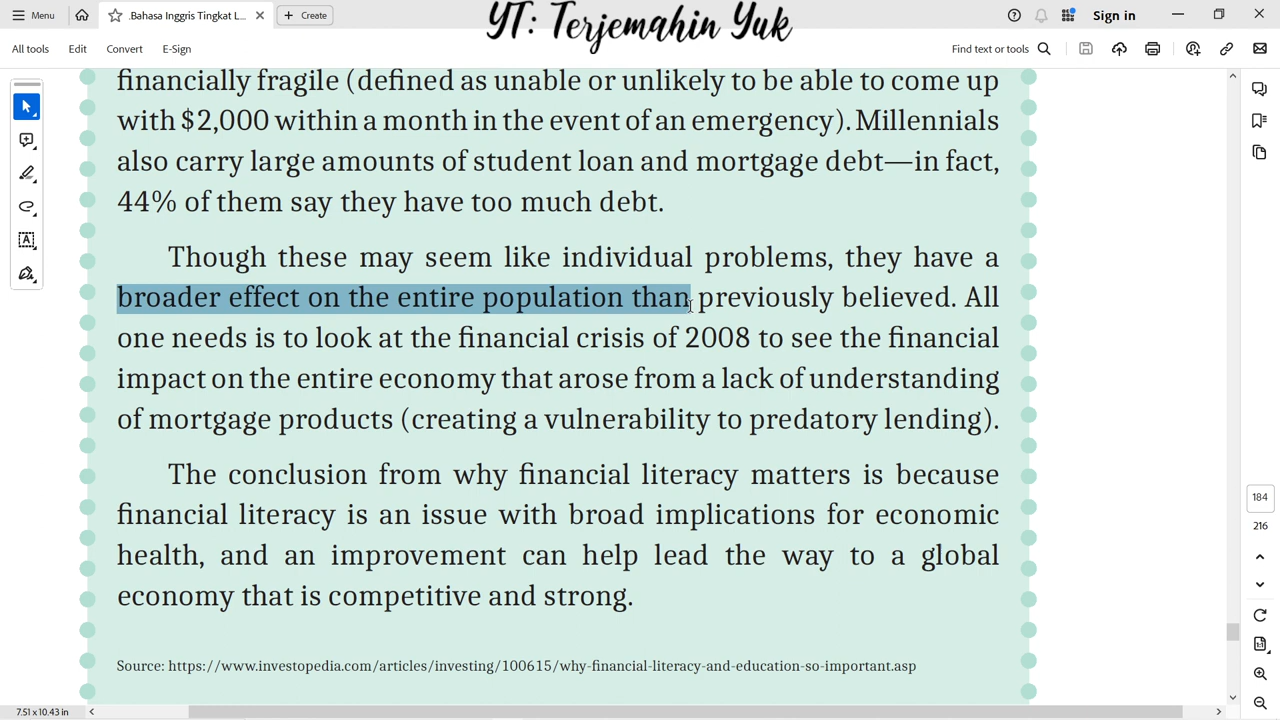 YT: Terjemahin Yuk
Menu
.Bahasa Inggris Tingkat L...
Create
Sign in
All tools
Edit
Convert
E-Sign
Find text or tools
financially fragile (defined as unable or unlikely to be able to come up
with $2,000 within a month in the event of an emergency). Millennials
also carry large amounts of student loan and mortgage debt—in fact,
44% of them say they have too much debt.
Though these may seem like individual problems, they have a
broader effect on the entire population than previously believed. All
one needs is to look at the financial crisis of 2008 to see the financial
impact on the entire economy that arose from a lack of understanding
of mortgage products (creating a vulnerability to predatory lending).
The conclusion from why financial literacy matters is because
financial literacy is an issue with broad implications for economic
health, and an improvement can help lead the way to a global
economy that is competitive and strong.
Source: https://www.investopedia.com/articles/investing/100615/why-financial-literacy-and-education-so-important.asp
184
216
7.51 x 10.43 in